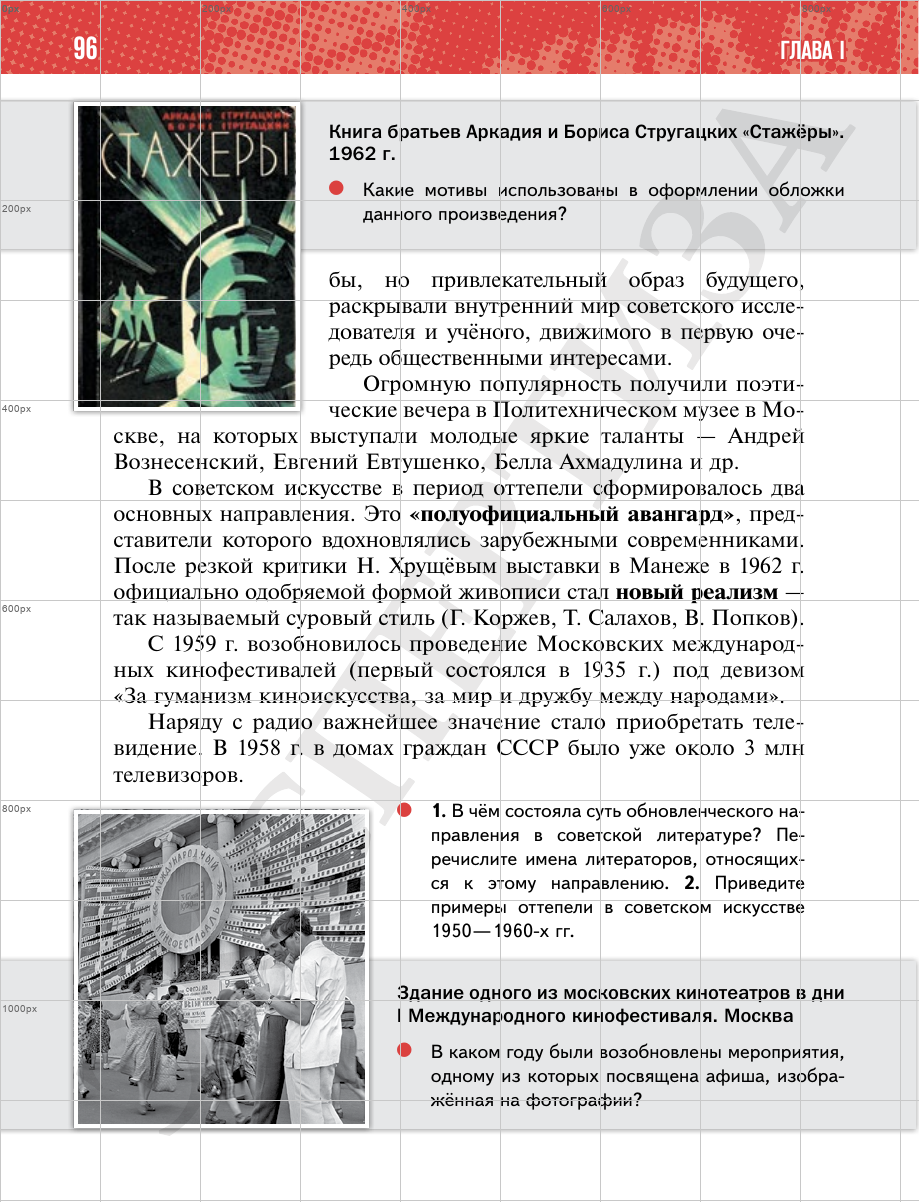 96
ГЛАВА I
АРКАДИЙ СТРУГАЦКИЙ
БОРИС СТРУГАЦКИЙ
СТАЖЕРЫ
Книга братьев Аркадия и Бориса Стругацких «Стажёры».
1962 г.
Какие мотивы использованы в оформлении обложки
данного произведения?
бы, но привлекательный образ будущего,
раскрывали внутренний мир советского иссле-
дователя и учёного, движимого в первую оче-
редь общественными интересами.
Огромную популярность получили поэти-
ческие вечера в Политехническом музее в Мо-
скве, на которых выступали молодые яркие таланты — Андрей
Вознесенский, Евгений Евтушенко, Белла Ахмадулина и др.
В советском искусстве в период оттепели сформировалось два
основных направления. Это «полуофициальный авангард», пред-
ставители которого вдохновлялись зарубежными современниками.
После резкой критики Н. Хрущёвым выставки в Манеже в 1962 г.
официально одобряемой формой живописи стал новый реализм —
так называемый суровый стиль (Г. Коржев, Т. Салахов, В. Попков).
С 1959 г. возобновилось проведение Московских международ-
ных кинофестивалей (первый состоялся в 1935 г.) под девизом
«За гуманизм киноискусства, за мир и дружбу между народами».
Наряду с радио важнейшее значение стало приобретать теле-
видение. В 1958 г. в домах граждан СССР было уже около 3 млн
телевизоров.
1. В чём состояла суть обновленческого на-
правления в советской литературе? Пе-
речислите имена литераторов, относящих-
ся к этому направлению. 2. Приведите
примеры оттепели в советском искусстве
1950—1960-х гг.
МЕЖДУНАРОДНЫЙ
КИНОФЕСТИВАЛЬ
Здание одного из московских кинотеатров в дни
I Международного кинофестиваля. Москва
В каком году были возобновлены мероприятия,
одному из которых посвящена афиша, изобра-
жённая на фотографии?
ЭКСПЕРТИЗА
200px
400px
600px
800px
1000px